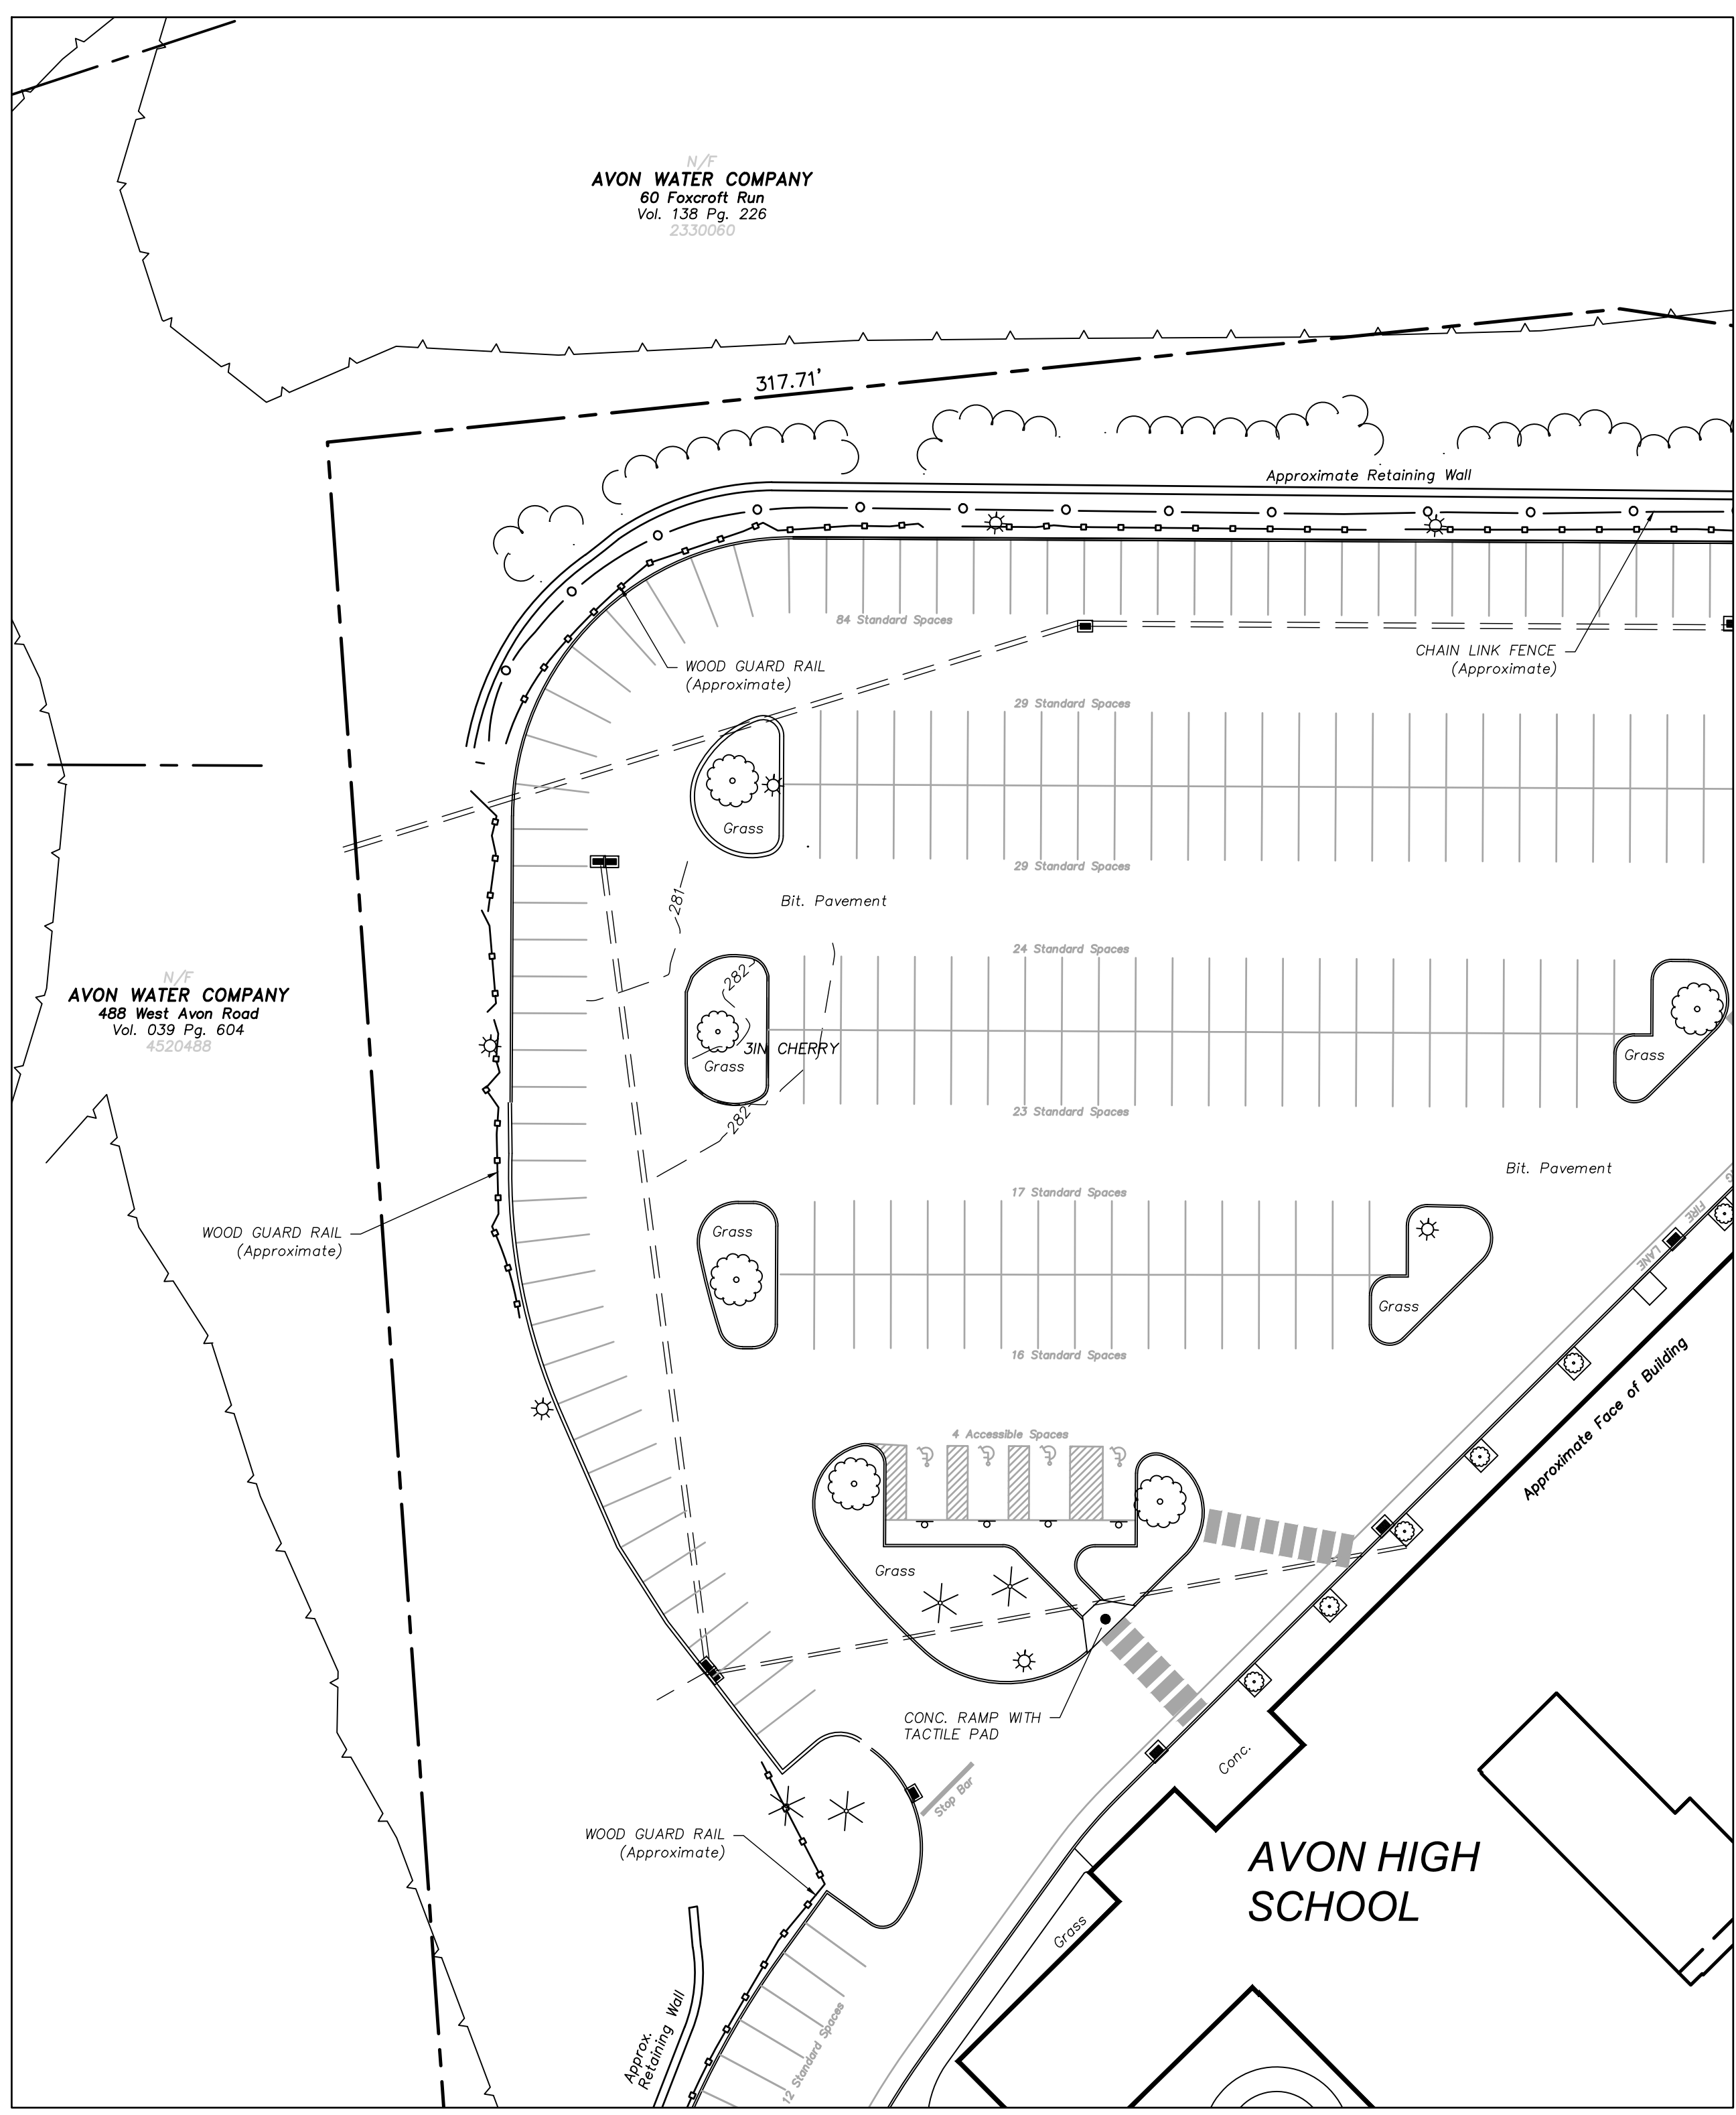 N/F
AVON WATER COMPANY
60 Foxcroft Run
Vol. 138 Pg. 226
2330060
317.71'
Approximate Retaining Wall
84 Standard Spaces
WOOD GUARD RAIL
(Approximate)
CHAIN LINK FENCE
(Approximate)
29 Standard Spaces
Grass
29 Standard Spaces
281
Bit. Pavement
24 Standard Spaces
282
N/F
AVON WATER COMPANY
488 West Avon Road
Vol. 039 Pg. 604
4520488
3IN CHERRY
Grass
Grass
282
23 Standard Spaces
Bit. Pavement
17 Standard Spaces
WOOD GUARD RAIL
(Approximate)
Grass
FIRE
LANE
Grass
16 Standard Spaces
Approximate Face of Building
4 Accessible Spaces
Grass
CONC. RAMP WITH
TACTILE PAD
Conc.
Stop Bar
WOOD GUARD RAIL
(Approximate)
AVON HIGH
SCHOOL
Grass
Approx.
Retaining Wall
12 Standard Spaces